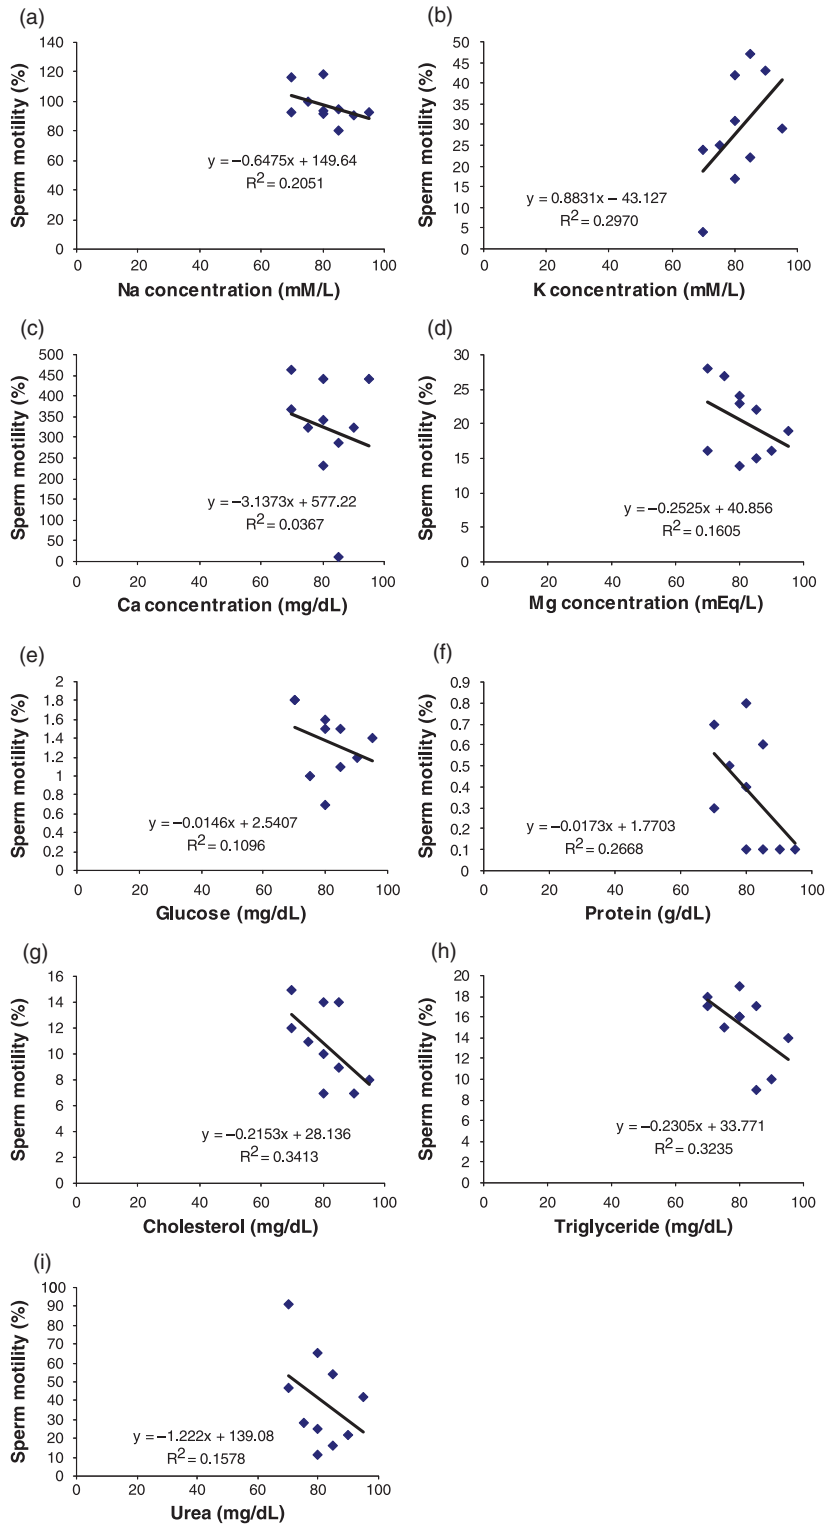 (a)
Sperm motility (%)
140
120
100
80
60
40
20
0
y = –0.6475x + 149.64
R2 = 0.2051
0 20 40 60 80 100
Na concentration (mM/L)
(b)
Sperm motility (%)
50
45
40
35
30
25
20
15
10
5
0
y = 0.8831x – 43.127
R2 = 0.2970
0 20 40 60 80 100
K concentration (mM/L)
(c)
Sperm motility (%)
500
450
400
350
300
250
200
150
100
50
0
y = –3.1373x + 577.22
R2 = 0.0367
0 20 40 60 80 100
Ca concentration (mg/dL)
(d)
Sperm motility (%)
30
25
20
15
10
5
0
y = –0.2525x + 40.856
R2 = 0.1605
0 20 40 60 80 100
Mg concentration (mEq/L)
(e)
Sperm motility (%)
2
1.8
1.6
1.4
1.2
1
0.8
0.6
0.4
0.2
0
y = –0.0146x + 2.5407
R2 = 0.1096
0 20 40 60 80 100
Glucose (mg/dL)
(f)
Sperm motility (%)
0.9
0.8
0.7
0.6
0.5
0.4
0.3
0.2
0.1
0
y = –0.0173x + 1.7703
R2 = 0.2668
0 20 40 60 80 100
Protein (g/dL)
(g)
Sperm motility (%)
16
14
12
10
8
6
4
2
0
y = –0.2153x + 28.136
R2 = 0.3413
0 20 40 60 80 100
Cholesterol (mg/dL)
(h)
Sperm motility (%)
20
18
16
14
12
10
8
6
4
2
0
y = –0.2305x + 33.771
R2 = 0.3235
0 20 40 60 80 100
Triglyceride (mg/dL)
(i)
Sperm motility (%)
100
90
80
70
60
50
40
30
20
10
0
y = –1.222x + 139.08
R2 = 0.1578
0 20 40 60 80 100
Urea (mg/dL)